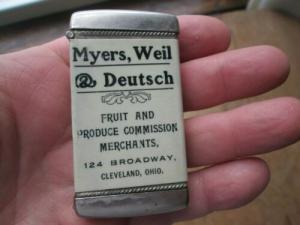 Myers, Weil
& Deutsch
FRUIT AND
PRODUCE COMMISSION
MERCHANTS,
124 BROADWAY,
CLEVELAND, OHIO.